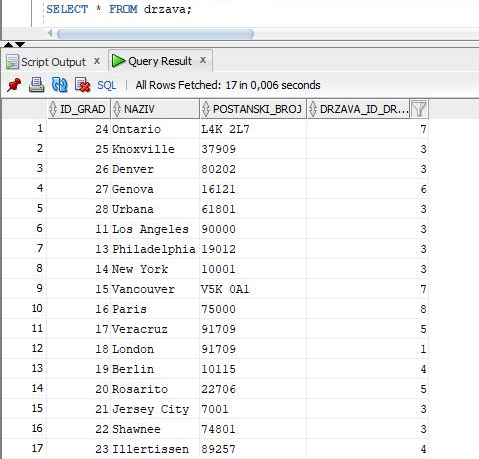 SELECT * FROM drzava;
Script Output x Query Result x
SQL | All Rows Fetched: 17 in 0,006 seconds
ID_GRAD NAZIV POSTANSKI_BROJ DRZAVA_ID_DR...
1 24 Ontario L4K 2L7 7
2 25 Knoxville 37909 3
3 26 Denver 80202 3
4 27 Genova 16121 6
5 28 Urbana 61801 3
6 11 Los Angeles 90000 3
7 13 Philadelphia 19012 3
8 14 New York 10001 3
9 15 Vancouver V5K 0A1 7
10 16 Paris 75000 8
11 17 Veracruz 91709 5
12 18 London 91709 1
13 19 Berlin 10115 4
14 20 Rosarito 22706 5
15 21 Jersey City 7001 3
16 22 Shawnee 74801 3
17 23 Illertissen 89257 4